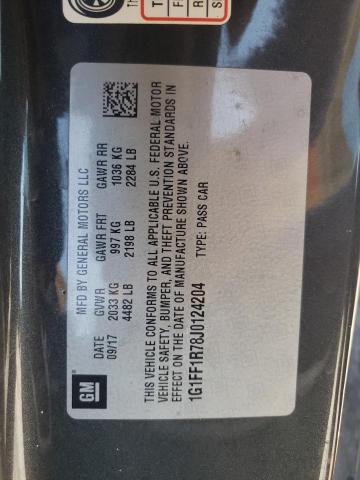 GM
MFD BY GENERAL MOTORS LLC
DATE GVWR GAWR FRT GAWR RR
09/17 2033 KG 997 KG 1036 KG
4482 LB 2198 LB 2284 LB
THIS VEHICLE CONFORMS TO ALL APPLICABLE U.S. FEDERAL MOTOR
VEHICLE SAFETY, BUMPER, AND THEFT PREVENTION STANDARDS IN
EFFECT ON THE DATE OF MANUFACTURE SHOWN ABOVE.
1G1FF1R78J0124204 TYPE: PASS CAR